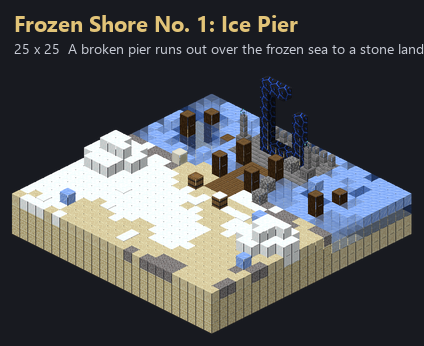 Frozen Shore No. 1: Ice Pier
25 x 25 A broken pier runs out over the frozen sea to a stone land